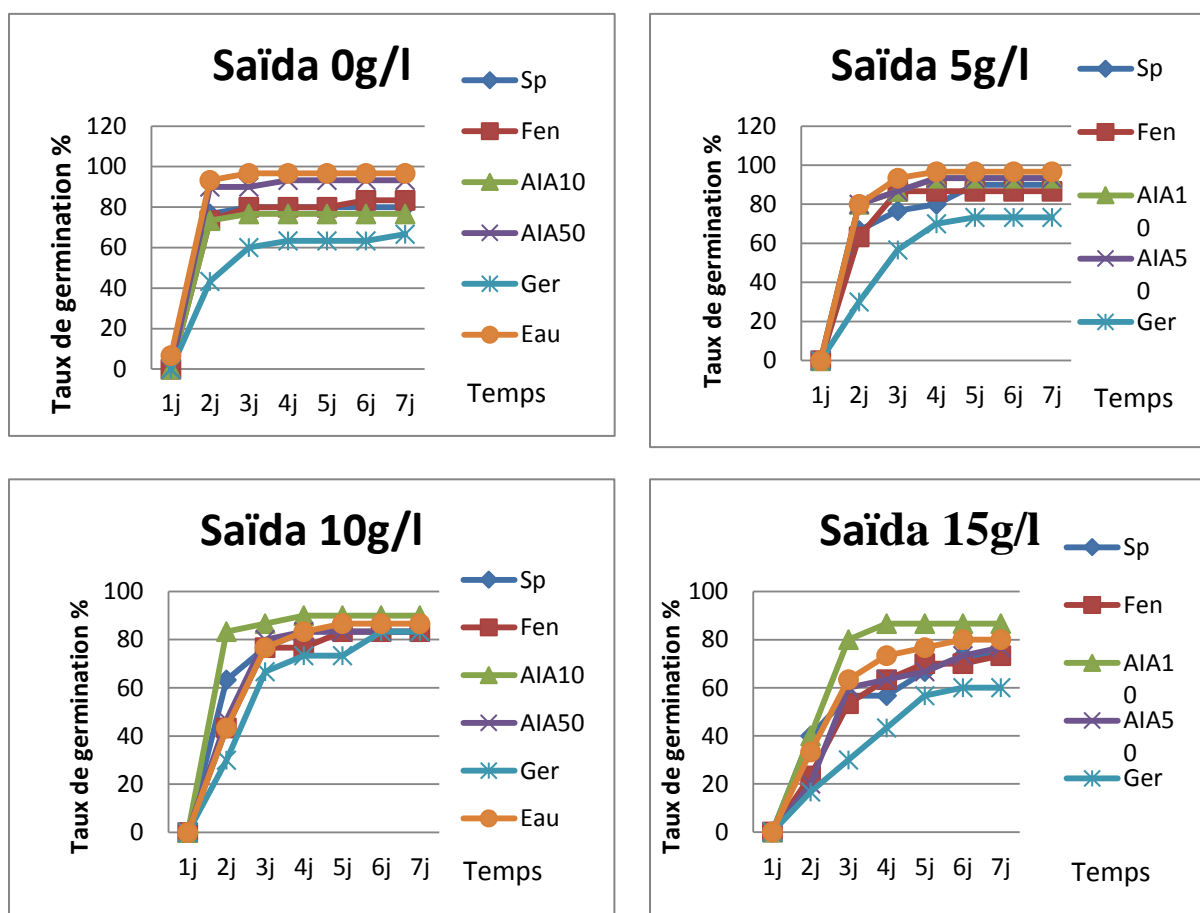 Saïda 0g/l
Taux de germination %
120
100
80
60
40
20
0
1j 2j 3j 4j 5j 6j 7j
Temps
Sp
Fen
AIA10
AIA50
Ger
Eau
Saïda 5g/l
Taux de germination %
120
100
80
60
40
20
0
1j 2j 3j 4j 5j 6j 7j
Temps
Sp
Fen
AIA1
0
AIA5
0
Ger
Saïda 10g/l
Taux de germination %
100
80
60
40
20
0
1j 2j 3j 4j 5j 6j 7j
Temps
Sp
Fen
AIA10
AIA50
Ger
Eau
Saïda 15g/l
Taux de germination %
100
80
60
40
20
0
1j 2j 3j 4j 5j 6j 7j
Temps
Sp
Fen
AIA1
0
AIA5
0
Ger